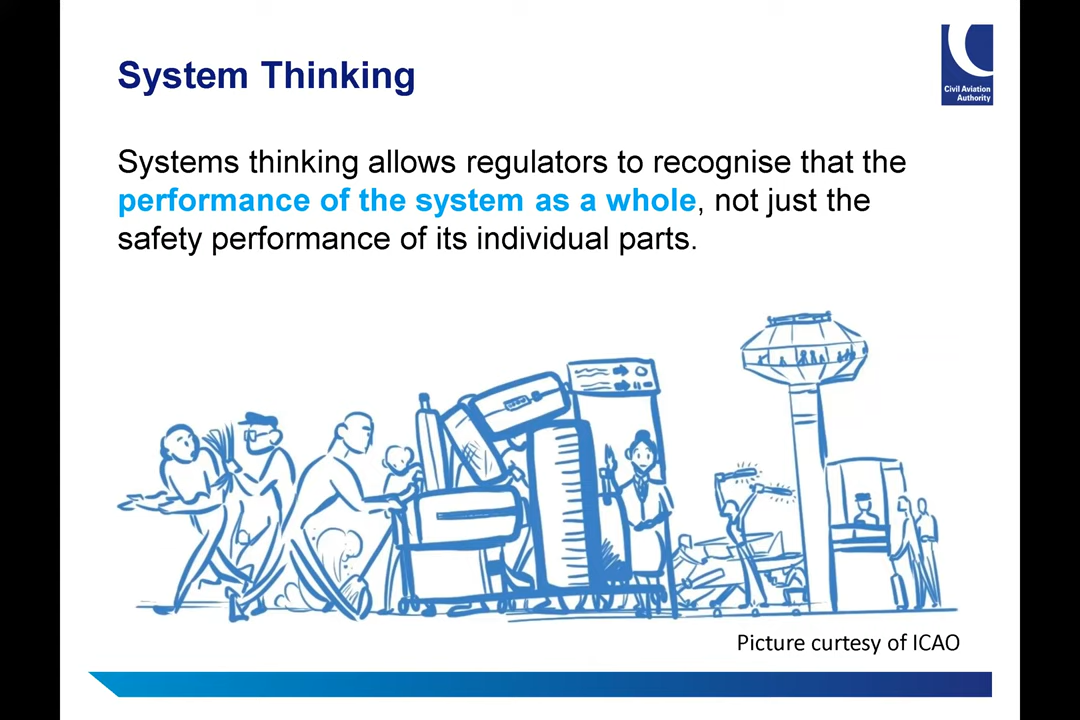 System Thinking
Civil Aviation
Authority
Systems thinking allows regulators to recognise that the
performance of the system as a whole, not just the
safety performance of its individual parts.
Picture curtesy of ICAO